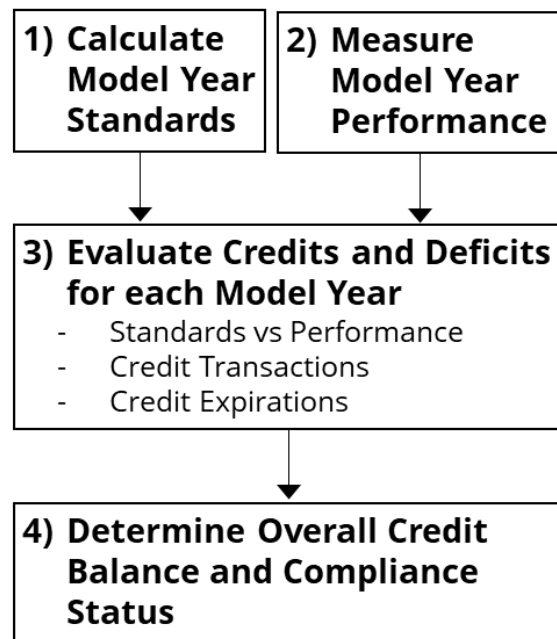 1) Calculate
Model Year
Standards
2) Measure
Model Year
Performance
3) Evaluate Credits and Deficits
for each Model Year
- Standards vs Performance
- Credit Transactions
- Credit Expirations
4) Determine Overall Credit
Balance and Compliance
Status